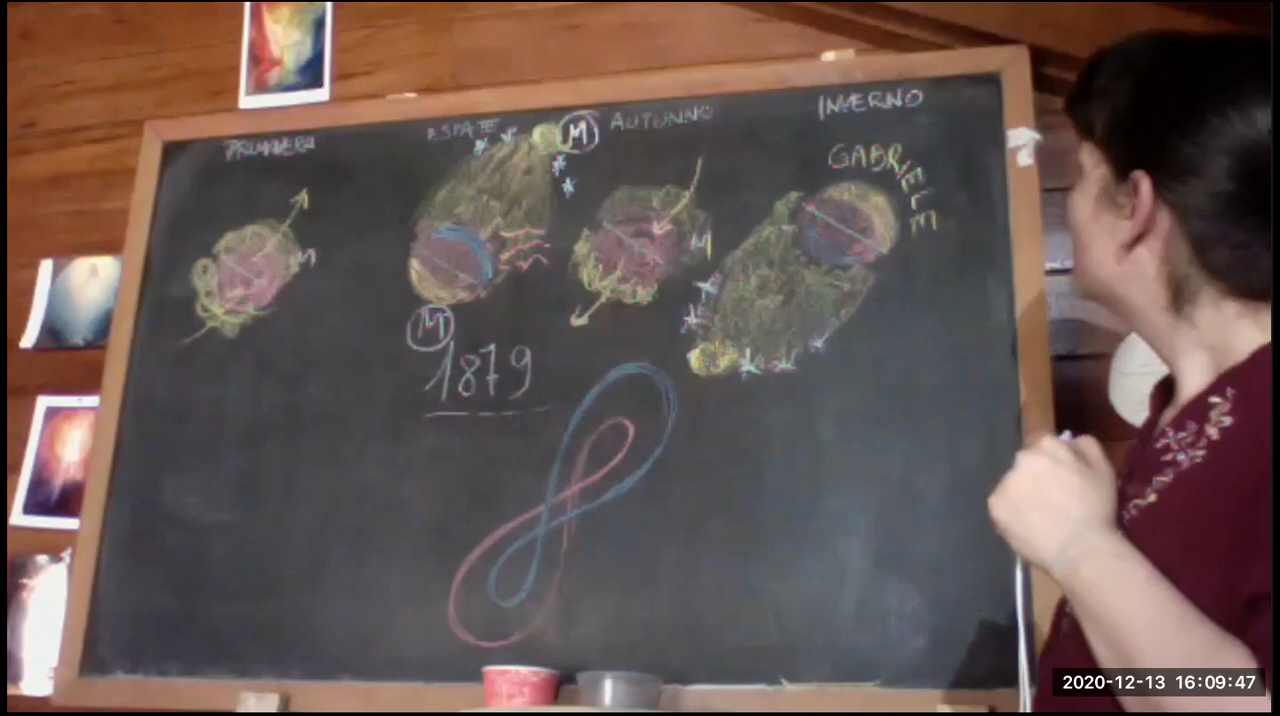 PRIMAVERA
ESTATE
AUTUNNO
INVERNO
M
GABRIELE
M
M
M
1879
2020-12-13 16:09:47